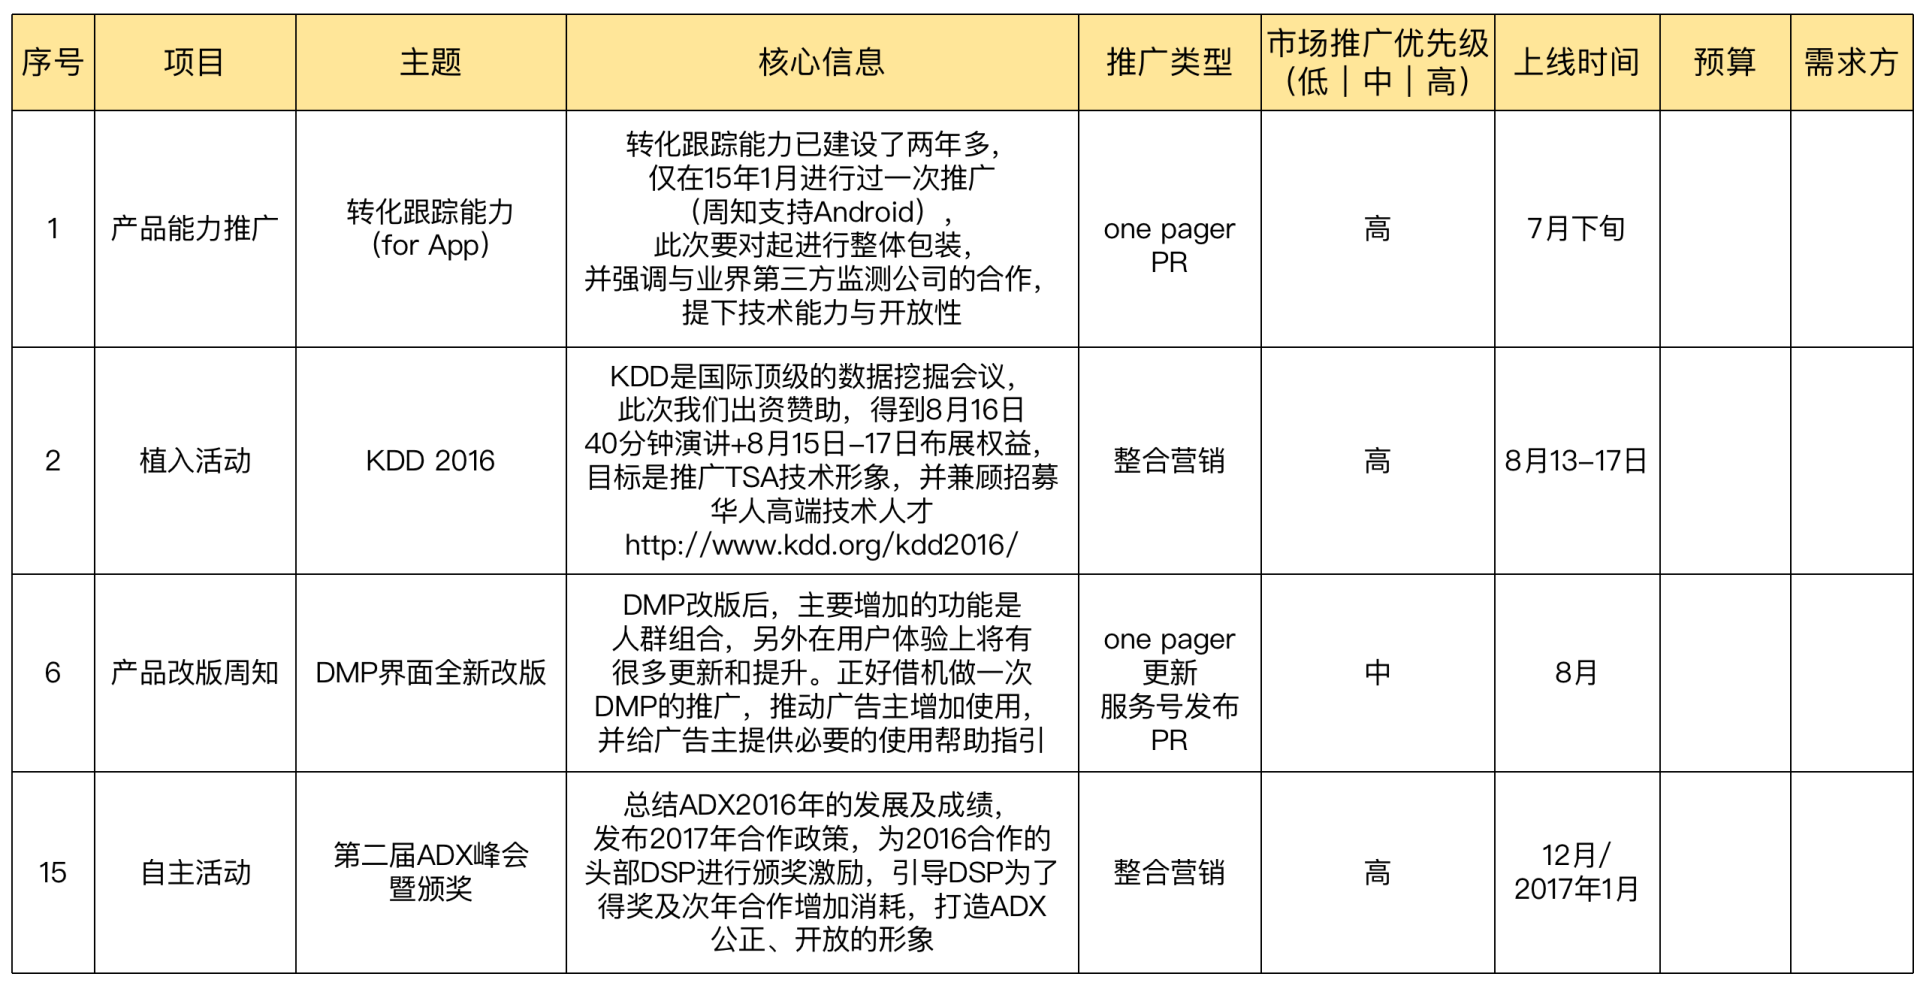 序号
项目
主题
核心信息
推广类型
市场推广优先级
(低｜中｜高)
上线时间
预算
需求方
1
产品能力推广
转化跟踪能力
(for App)
转化跟踪能力已建设了两年多，
仅在15年1月进行过一次推广
（周知支持Android），
此次要对起进行整体包装，
并强调与业界第三方监测公司的合作，
提下技术能力与开放性
one pager
PR
高
7月下旬
2
植入活动
KDD 2016
KDD是国际顶级的数据挖掘会议，
此次我们出资赞助，得到8月16日
40分钟演讲+8月15日-17日布展权益，
目标是推广TSA技术形象，并兼顾招募
华人高端技术人才
http://www.kdd.org/kdd2016/
整合营销
高
8月13-17日
6
产品改版周知
DMP界面全新改版
DMP改版后，主要增加的功能是
人群组合，另外在用户体验上将有
很多更新和提升。正好借机做一次
DMP的推广，推动广告主增加使用，
并给广告主提供必要的使用帮助指引
one pager
更新
服务号发布
PR
中
8月
15
自主活动
第二届ADX峰会
暨颁奖
总结ADX2016年的发展及成绩，
发布2017年合作政策，为2016合作的
头部DSP进行颁奖激励，引导DSP为了
得奖及次年合作增加消耗，打造ADX
公正、开放的形象
整合营销
高
12月/
2017年1月